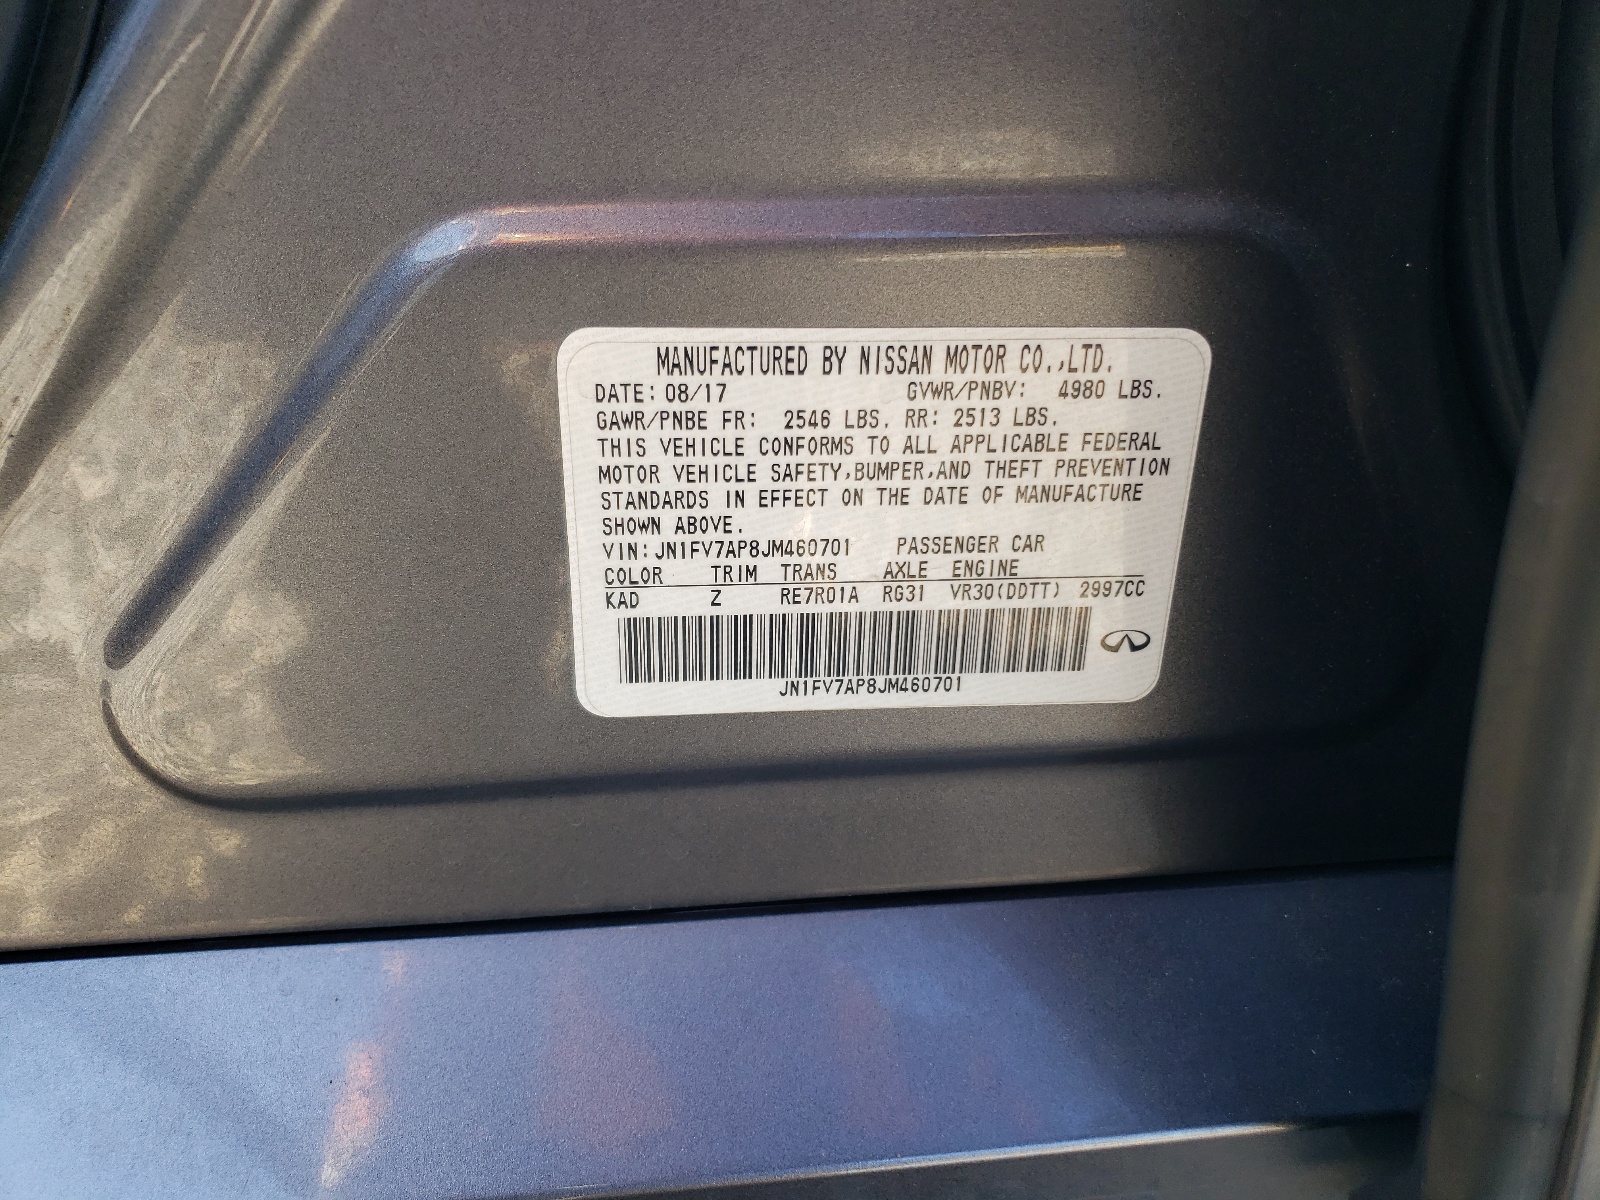 MANUFACTURED BY NISSAN MOTOR CO.,LTD.
DATE: 08/17 GVWR/PNBV: 4980 LBS.
GAWR/PNBE FR: 2546 LBS. RR: 2513 LBS.
THIS VEHICLE CONFORMS TO ALL APPLICABLE FEDERAL
MOTOR VEHICLE SAFETY,BUMPER,AND THEFT PREVENTION
STANDARDS IN EFFECT ON THE DATE OF MANUFACTURE
SHOWN ABOVE.
VIN: JN1FV7AP8JM460701 PASSENGER CAR
COLOR TRIM TRANS AXLE ENGINE
KAD Z RE7R01A RG31 VR30(DDTT) 2997CC
JN1FV7AP8JM460701